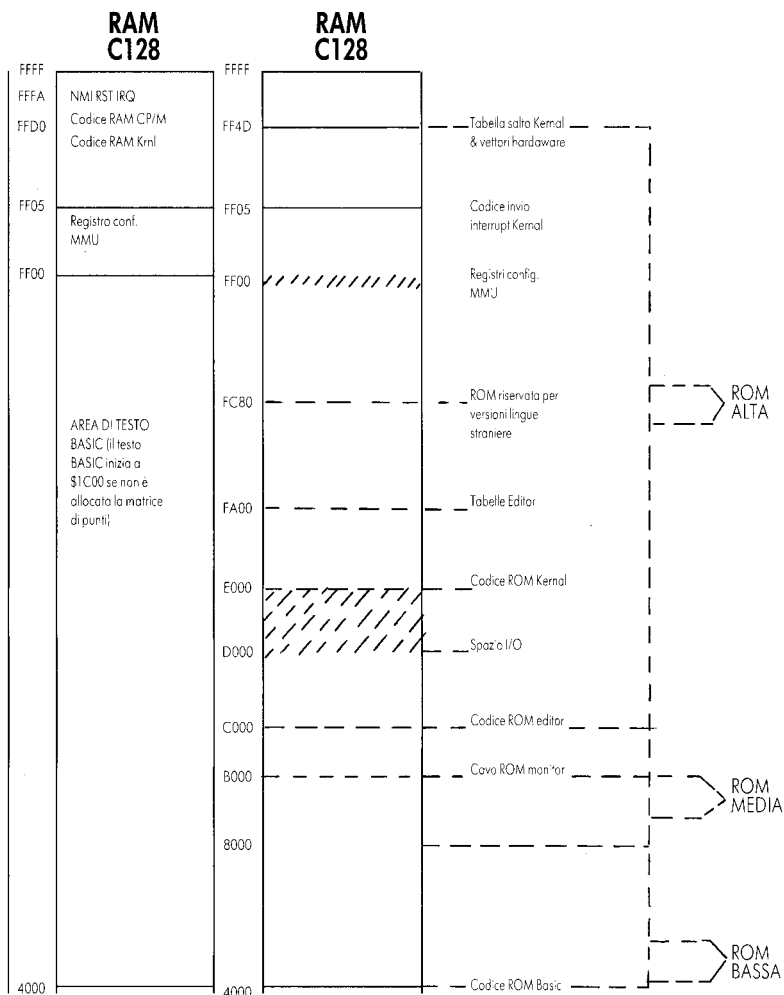 RAM
C128
RAM
C128
FFFF
FFFA
NMI RST IRQ
Codice RAM CP/M
FFD0
Codice RAM Krnl
FF05
Registro conf.
MMU
FF00
AREA DI TESTO
BASIC (il testo
BASIC inizia a
$1C00 se non è
allocata la matrice
di punti)
4000
FFFF
FF4D
Tabella salto Kernal
& vettori hardware
FF05
Codice invio
interrupt Kernal
FF00
Registri config.
MMU
FC80
ROM riservata per
versioni lingue
straniere
FA00
Tabelle Editor
E000
Codice ROM Kernal
D000
Spazio I/O
C000
Codice ROM editor
B000
Cavo ROM monitor
8000
4000
Codice ROM Basic
ROM
ALTA
ROM
MEDIA
ROM
BASSA